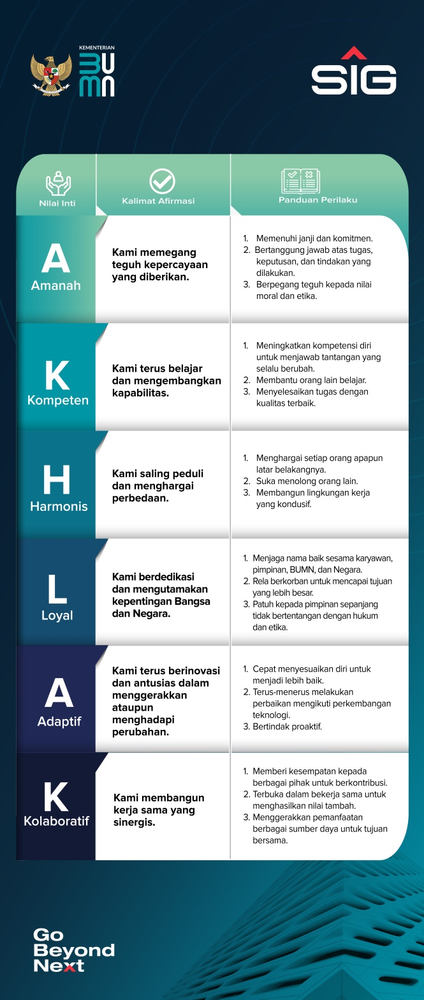 KEMENTERIAN
BUMN
SIG
Nilai Inti
Kalimat Afirmasi
Panduan Perilaku
A
Amanah
Kami memegang
teguh kepercayaan
yang diberikan.
1. Memenuhi janji dan komitmen.
2. Bertanggung jawab atas tugas,
keputusan, dan tindakan yang
dilakukan.
3. Berpegang teguh kepada nilai
moral dan etika.
K
Kompeten
Kami terus belajar
dan mengembangkan
kapabilitas.
1. Meningkatkan kompetensi diri
untuk menjawab tantangan yang
selalu berubah.
2. Membantu orang lain belajar.
3. Menyelesaikan tugas dengan
kualitas terbaik.
H
Harmonis
Kami saling peduli
dan menghargai
perbedaan.
1. Menghargai setiap orang apapun
latar belakangnya.
2. Suka menolong orang lain.
3. Membangun lingkungan kerja
yang kondusif.
L
Loyal
Kami berdedikasi
dan mengutamakan
kepentingan Bangsa
dan Negara.
1. Menjaga nama baik sesama karyawan,
pimpinan, BUMN, dan Negara.
2. Rela berkorban untuk mencapai tujuan
yang lebih besar.
3. Patuh kepada pimpinan sepanjang
tidak bertentangan dengan hukum
dan etika.
A
Adaptif
Kami terus berinovasi
dan antusias dalam
menggerakkan
ataupun
menghadapi
perubahan.
1. Cepat menyesuaikan diri untuk
menjadi lebih baik.
2. Terus-menerus melakukan
perbaikan mengikuti perkembangan
teknologi.
3. Bertindak proaktif.
K
Kolaboratif
Kami membangun
kerja sama yang
sinergis.
1. Memberi kesempatan kepada
berbagai pihak untuk berkontribusi.
2. Terbuka dalam bekerja sama untuk
menghasilkan nilai tambah.
3. Menggerakkan pemanfaatan
berbagai sumber daya untuk tujuan
bersama.
Go
Beyond
Next